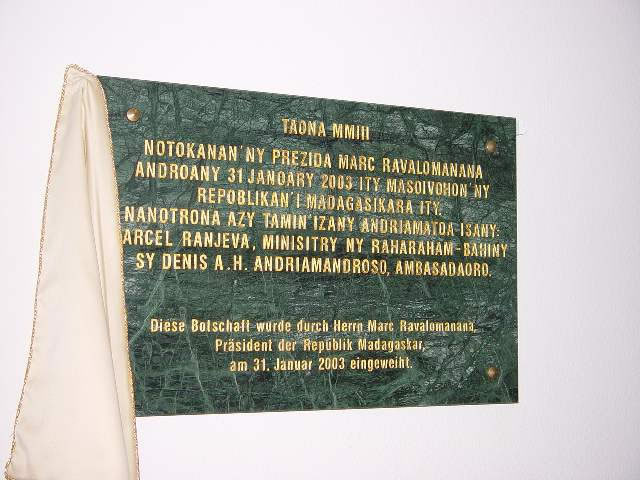 TAONA MMIII
NOTOKANAN'NY PREZIDA MARC RAVALOMANANA
ANDROANY 31 JANOARY 2003 ITY MASOIVOHON'NY
REPOBLIKAN'I MADAGASIKARA ITY.
NANOTRONA AZY TAMIN'IZANY ANDRIAMATOA ISANY:
ARCEL RANJEVA, MINISITRY NY RAHARAHAM-BAHINY
SY DENIS A.H. ANDRIAMANDROSO, AMBASADAORO.
Diese Botschaft wurde durch Herrn Marc Ravalomanana,
Präsident der Republik Madagaskar,
am 31. Januar 2003 eingeweiht.